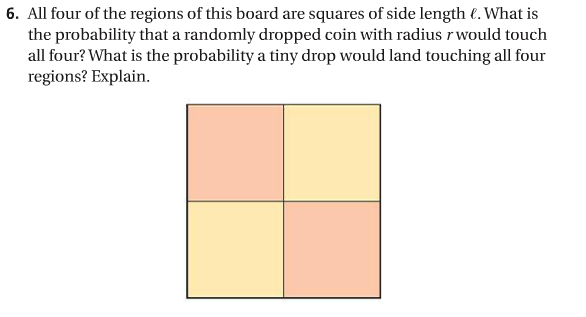 6. All four of the regions of this board are squares of side length ℓ. What is
the probability that a randomly dropped coin with radius r would touch
all four? What is the probability a tiny drop would land touching all four
regions? Explain.